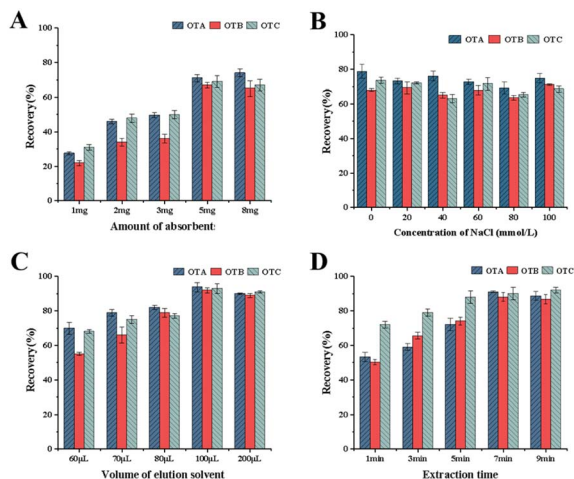 A
OTA OTB OTC
Recovery(%)
100
80
60
40
20
0
1mg 2mg 3mg 5mg 8mg
Amount of absorbent:
B
OTA OTB OTC
Recovery(%)
100
80
60
40
20
0
0 20 40 60 80 100
Concentration of NaCl (mmol/L)
C
OTA OTB OTC
Recovery(%)
100
80
60
40
20
0
60μL 70μL 80μL 100μL 200μL
Volume of elution solvent
D
OTA OTB OTC
Recovery(%)
100
80
60
40
20
0
1min 3min 5min 7min 9min
Extraction time